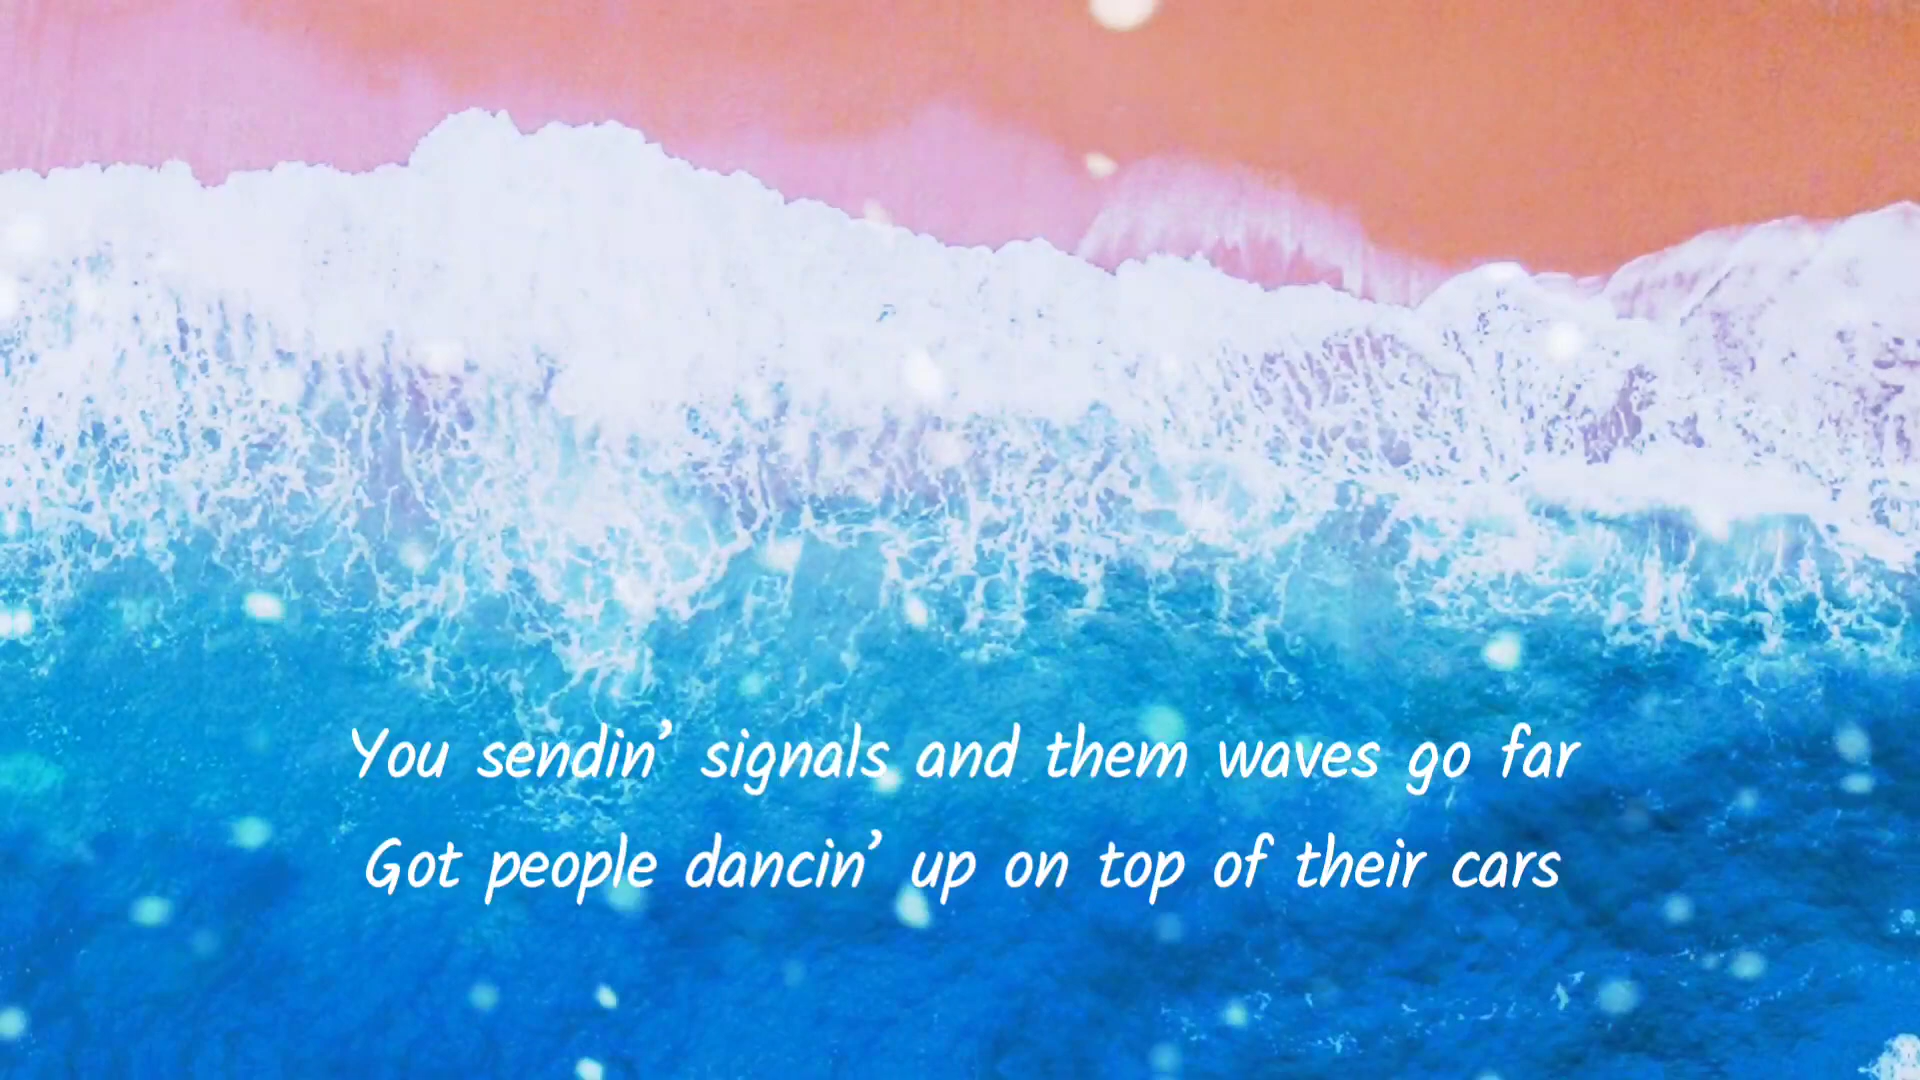 You sendin’ signals and them waves go far
Got people dancin’ up on top of their cars